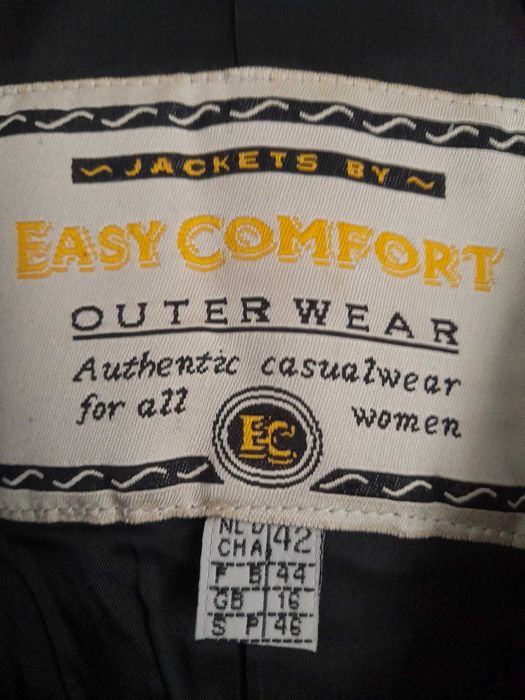 ~ JACKETS BY ~
EASY COMFORT
OUTER WEAR
Authentic casualwear
for all women
EC
NL D
CH A 42
F B 44
GB 16
S P 46